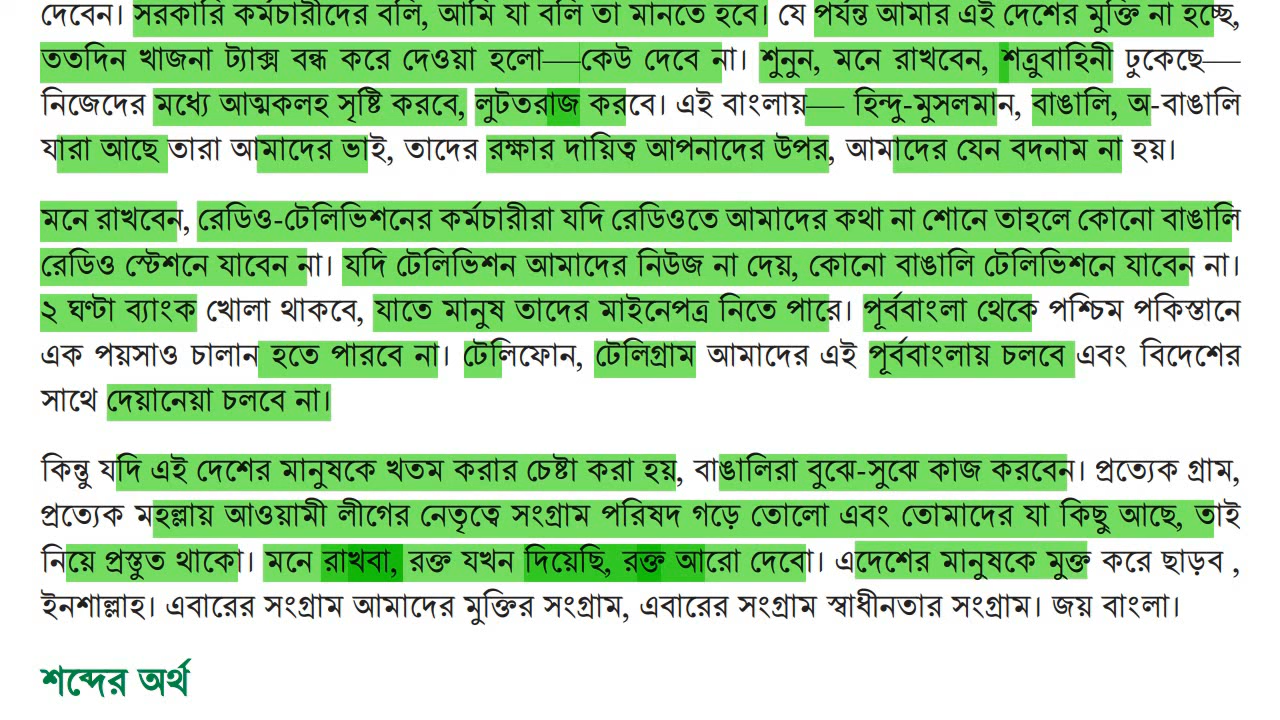 দেবেন। সরকারি কর্মচারীদের বলি, আমি যা বলি তা মানতে হবে। যে পর্যন্ত আমার এই দেশের মুক্তি না হচ্ছে,
ততদিন খাজনা ট্যাক্স বন্ধ করে দেওয়া হলো—কেউ দেবে না। শুনুন, মনে রাখবেন, শত্রুবাহিনী ঢুকেছে—
নিজেদের মধ্যে আত্মকলহ সৃষ্টি করবে, লুটতরাজ করবে। এই বাংলায়— হিন্দু-মুসলমান, বাঙালি, অ-বাঙালি
যারা আছে তারা আমাদের ভাই, তাদের রক্ষার দায়িত্ব আপনাদের উপর, আমাদের যেন বদনাম না হয়।
মনে রাখবেন, রেডিও-টেলিভিশনের কর্মচারীরা যদি রেডিওতে আমাদের কথা না শোনে তাহলে কোনো বাঙালি
রেডিও স্টেশনে যাবেন না। যদি টেলিভিশন আমাদের নিউজ না দেয়, কোনো বাঙালি টেলিভিশনে যাবেন না।
২ ঘণ্টা ব্যাংক খোলা থাকবে, যাতে মানুষ তাদের মাইনেপত্র নিতে পারে। পূর্ববাংলা থেকে পশ্চিম পকিস্তানে
এক পয়সাও চালান হতে পারবে না। টেলিফোন, টেলিগ্রাম আমাদের এই পূর্ববাংলায় চলবে এবং বিদেশের
সাথে দেয়ানেয়া চলবে না।
কিন্তু যদি এই দেশের মানুষকে খতম করার চেষ্টা করা হয়, বাঙালিরা বুঝে-সুঝে কাজ করবেন। প্রত্যেক গ্রাম,
প্রত্যেক মহল্লায় আওয়ামী লীগের নেতৃত্বে সংগ্রাম পরিষদ গড়ে তোলো এবং তোমাদের যা কিছু আছে, তাই
নিয়ে প্রস্তুত থাকো। মনে রাখবা, রক্ত যখন দিয়েছি, রক্ত আরো দেবো। এদেশের মানুষকে মুক্ত করে ছাড়ব ,
ইনশাল্লাহ। এবারের সংগ্রাম আমাদের মুক্তির সংগ্রাম, এবারের সংগ্রাম স্বাধীনতার সংগ্রাম। জয় বাংলা।
শব্দের অর্থ